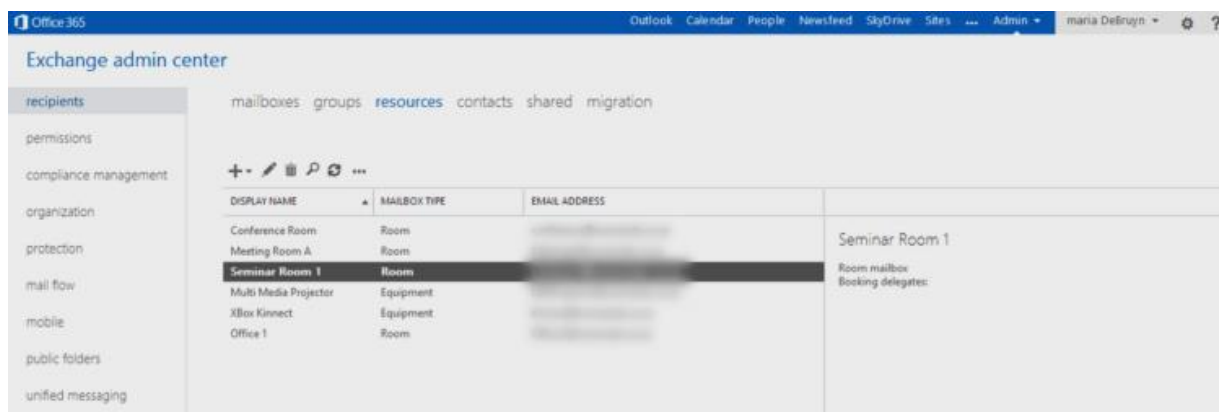 Office 365 Outlook Calendar People Newsfeed SkyDrive Sites ... Admin maria DeBruyn ?
Exchange admin center
recipients
permissions
compliance management
organization
protection
mail flow
mobile
public folders
unified messaging
mailboxes groups resources contacts shared migration
DISPLAY NAME MAILBOX TYPE EMAIL ADDRESS
Conference Room Room
Meeting Room A Room
Seminar Room 1 Room
Multi Media Projector Equipment
XBox Kinnect Equipment
Office 1 Room
Seminar Room 1
Room mailbox
Booking delegates: